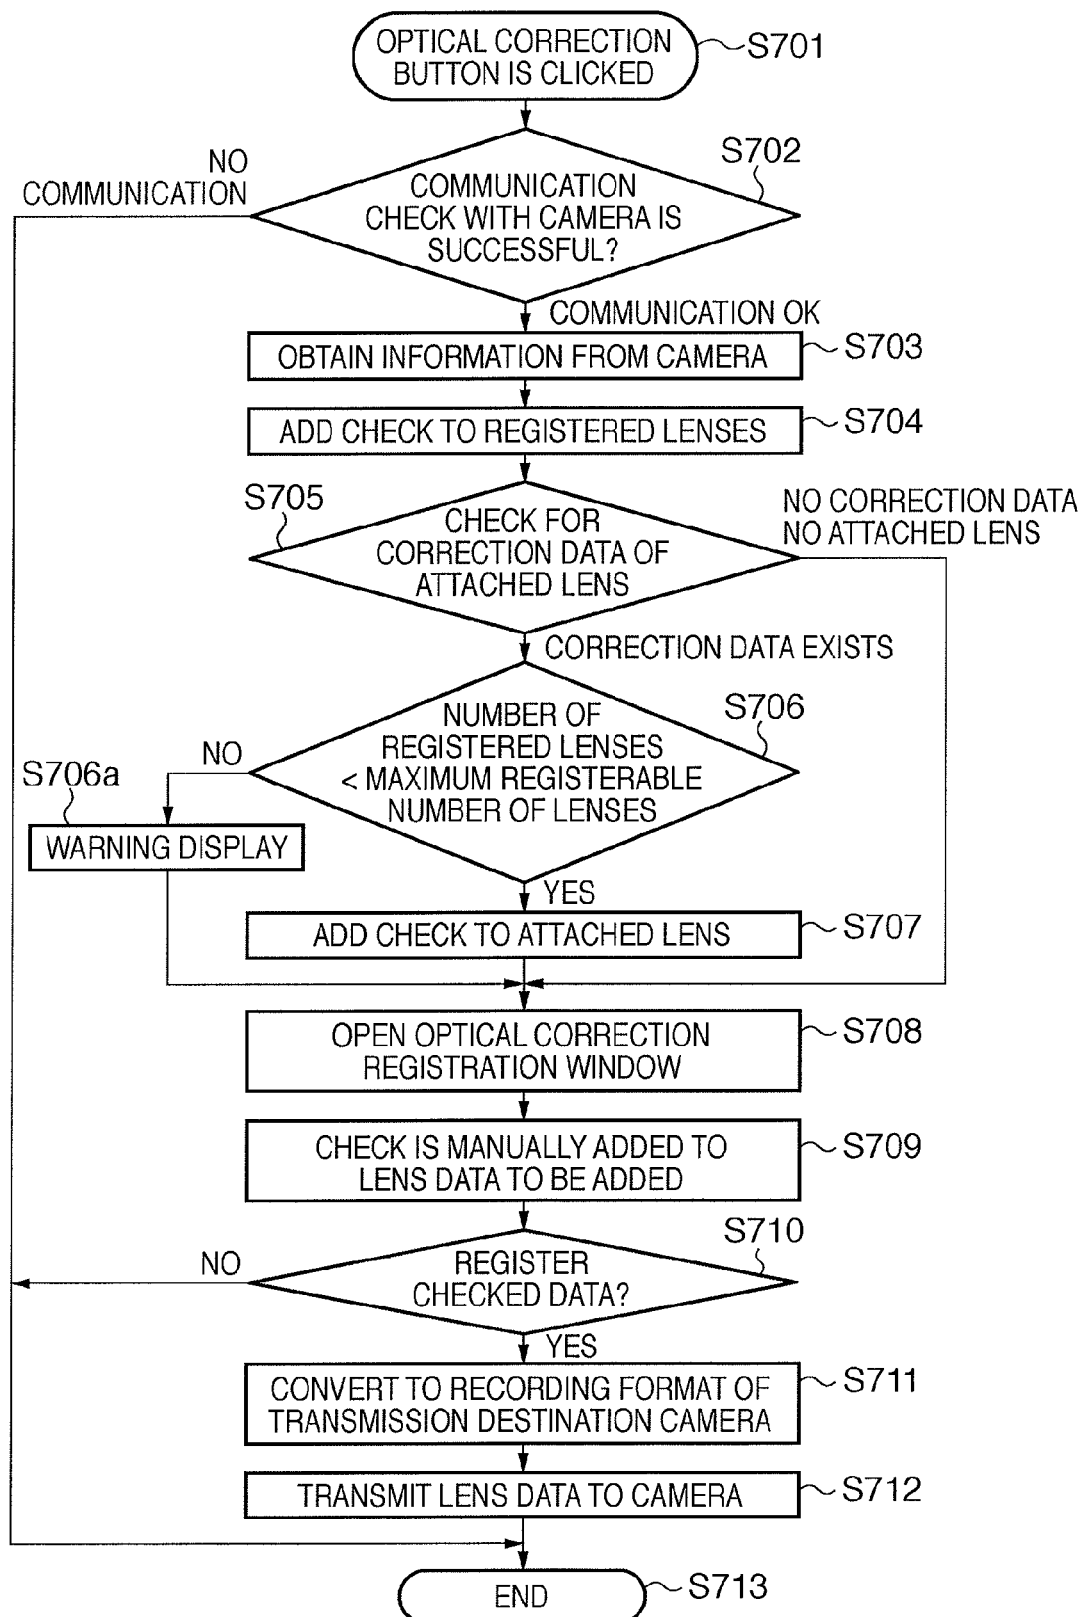 OPTICAL CORRECTION
BUTTON IS CLICKED
S701
S702
NO
COMMUNICATION
COMMUNICATION
CHECK WITH CAMERA IS
SUCCESSFUL?
COMMUNICATION OK
OBTAIN INFORMATION FROM CAMERA
S703
ADD CHECK TO REGISTERED LENSES
S704
S705
CHECK FOR
CORRECTION DATA OF
ATTACHED LENS
NO CORRECTION DATA
NO ATTACHED LENS
CORRECTION DATA EXISTS
S706
NUMBER OF
REGISTERED LENSES
< MAXIMUM REGISTERABLE
NUMBER OF LENSES
NO
S706a
WARNING DISPLAY
YES
ADD CHECK TO ATTACHED LENS
S707
OPEN OPTICAL CORRECTION
REGISTRATION WINDOW
S708
CHECK IS MANUALLY ADDED TO
LENS DATA TO BE ADDED
S709
S710
REGISTER
CHECKED DATA?
NO
YES
CONVERT TO RECORDING FORMAT OF
TRANSMISSION DESTINATION CAMERA
S711
TRANSMIT LENS DATA TO CAMERA
S712
END
S713